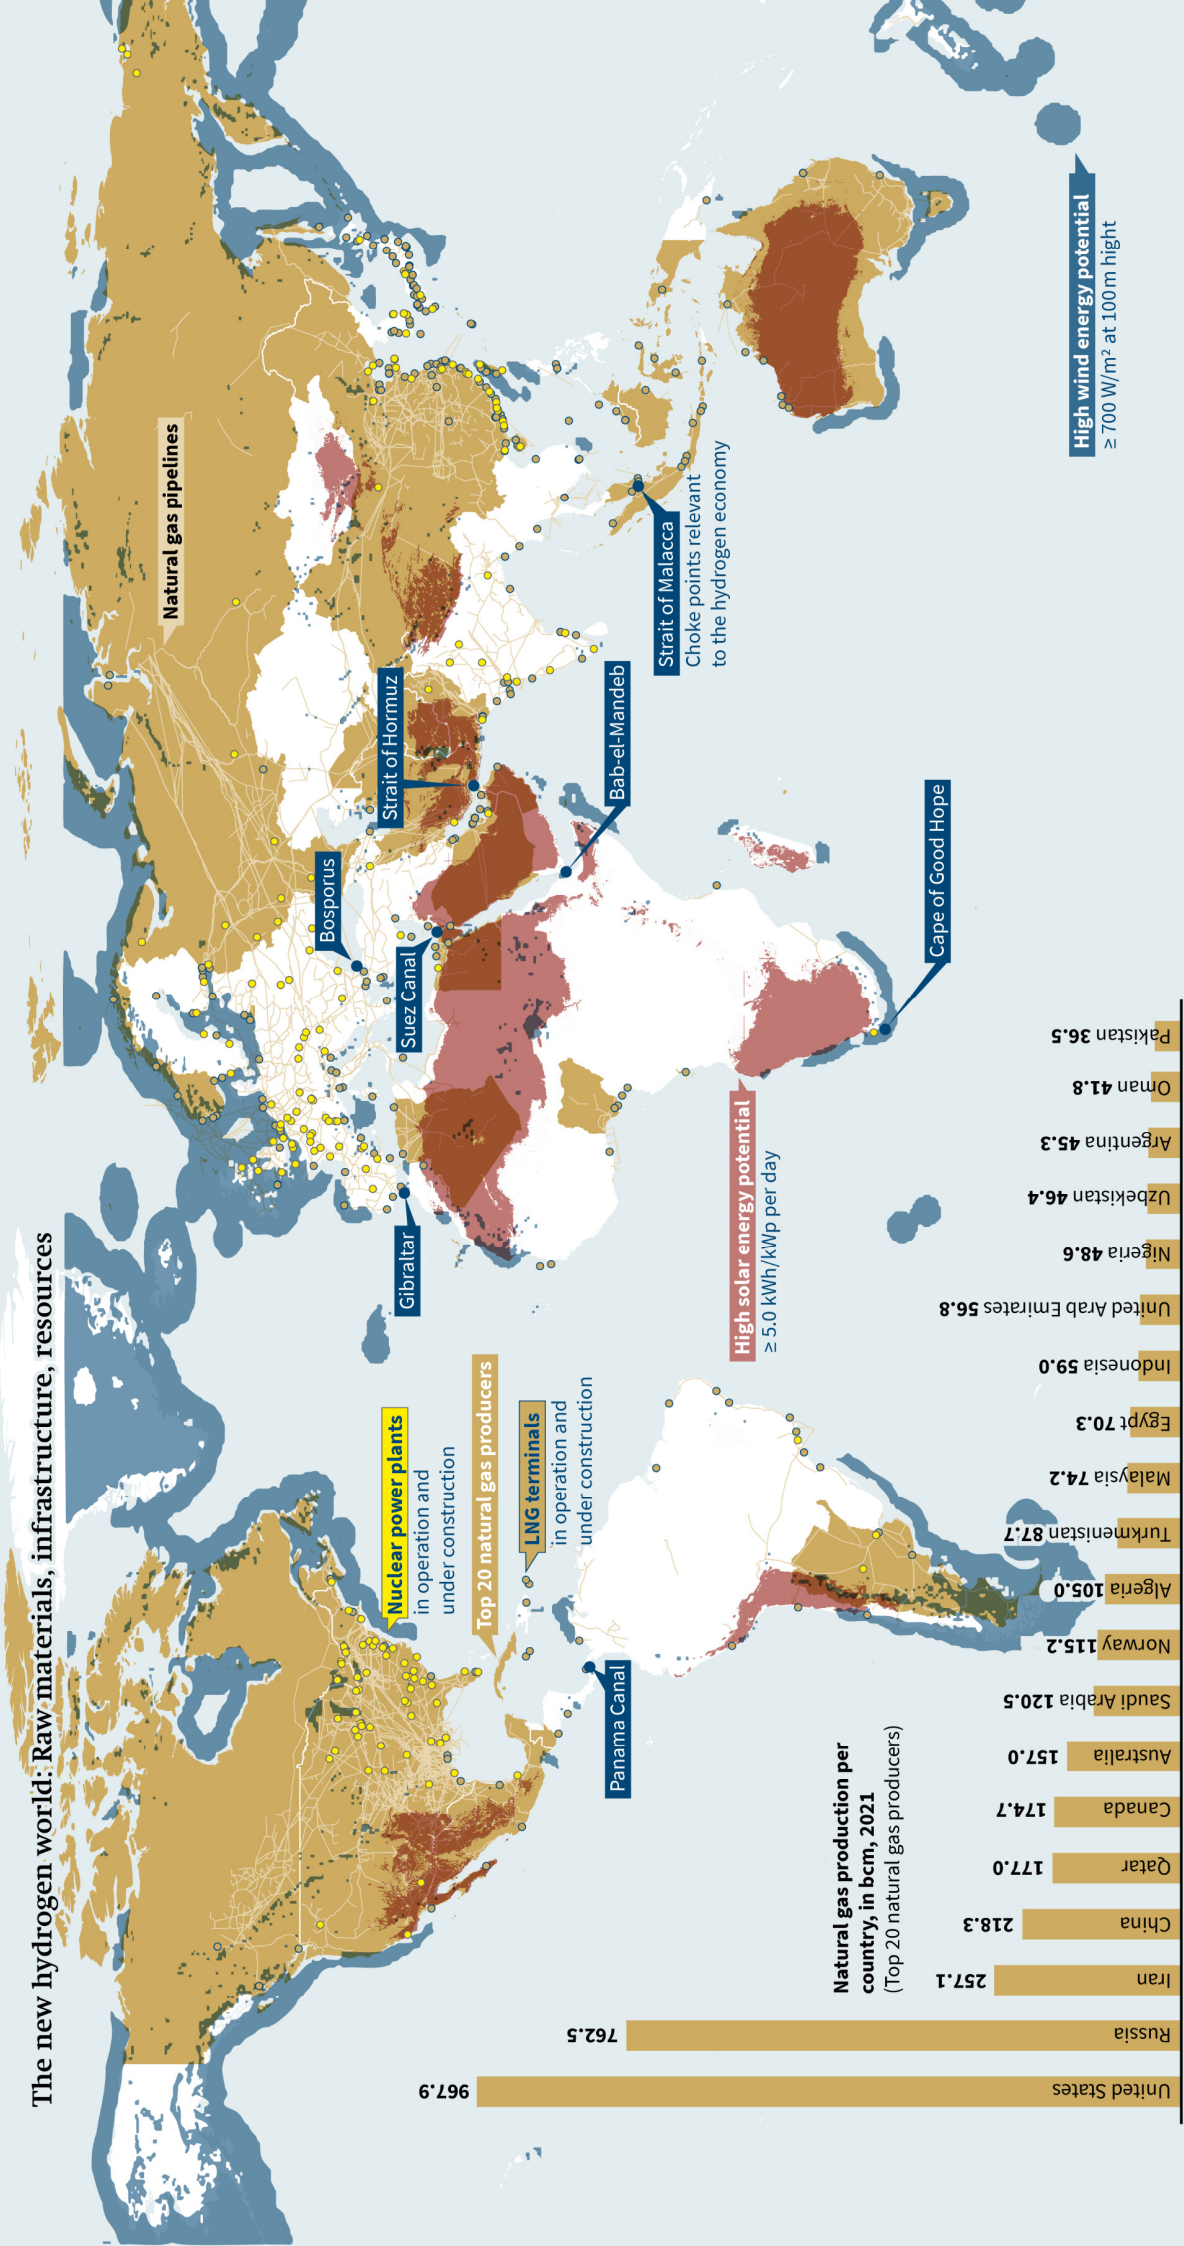 The new hydrogen world: Raw materials, infrastructure, resources
Natural gas pipelines
Nuclear power plants
in operation and
under construction
Top 20 natural gas producers
LNG terminals
in operation and
under construction
Panama Canal
Gibraltar
Suez Canal
Bosporus
Strait of Hormuz
Bab-el-Mandeb
Strait of Malacca
Choke points relevant
to the hydrogen economy
Cape of Good Hope
High solar energy potential
≥ 5.0 kWh/kWp per day
High wind energy potential
≥ 700 W/m² at 100m hight
Natural gas production per
country, in bcm, 2021
(Top 20 natural gas producers)
United States 967.9
Russia 762.5
Iran 257.1
China 218.3
Qatar 177.0
Canada 174.7
Australia 157.0
Saudi Arabia 120.5
Norway 115.2
Algeria 105.0
Turkmenistan 87.7
Malaysia 74.2
Egypt 70.3
Indonesia 59.0
United Arab Emirates 56.8
Nigeria 48.6
Uzbekistan 46.4
Argentina 45.3
Oman 41.8
Pakistan 36.5